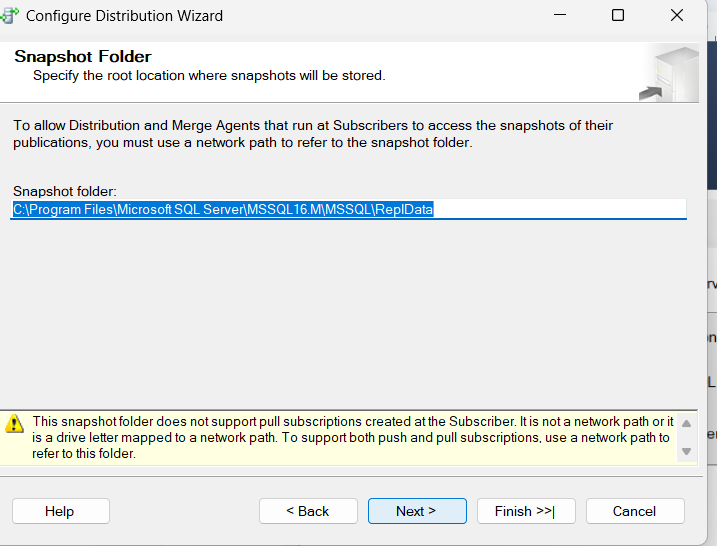 Configure Distribution Wizard
Snapshot Folder
Specify the root location where snapshots will be stored.
To allow Distribution and Merge Agents that run at Subscribers to access the snapshots of their
publications, you must use a network path to refer to the snapshot folder.
Snapshot folder:
C:\Program Files\Microsoft SQL Server\MSSQL16.M\MSSQL\ReplData
This snapshot folder does not support pull subscriptions created at the Subscriber. It is not a network path or it
is a drive letter mapped to a network path. To support both push and pull subscriptions, use a network path to
refer to this folder.
Help
< Back
Next >
Finish >>|
Cancel